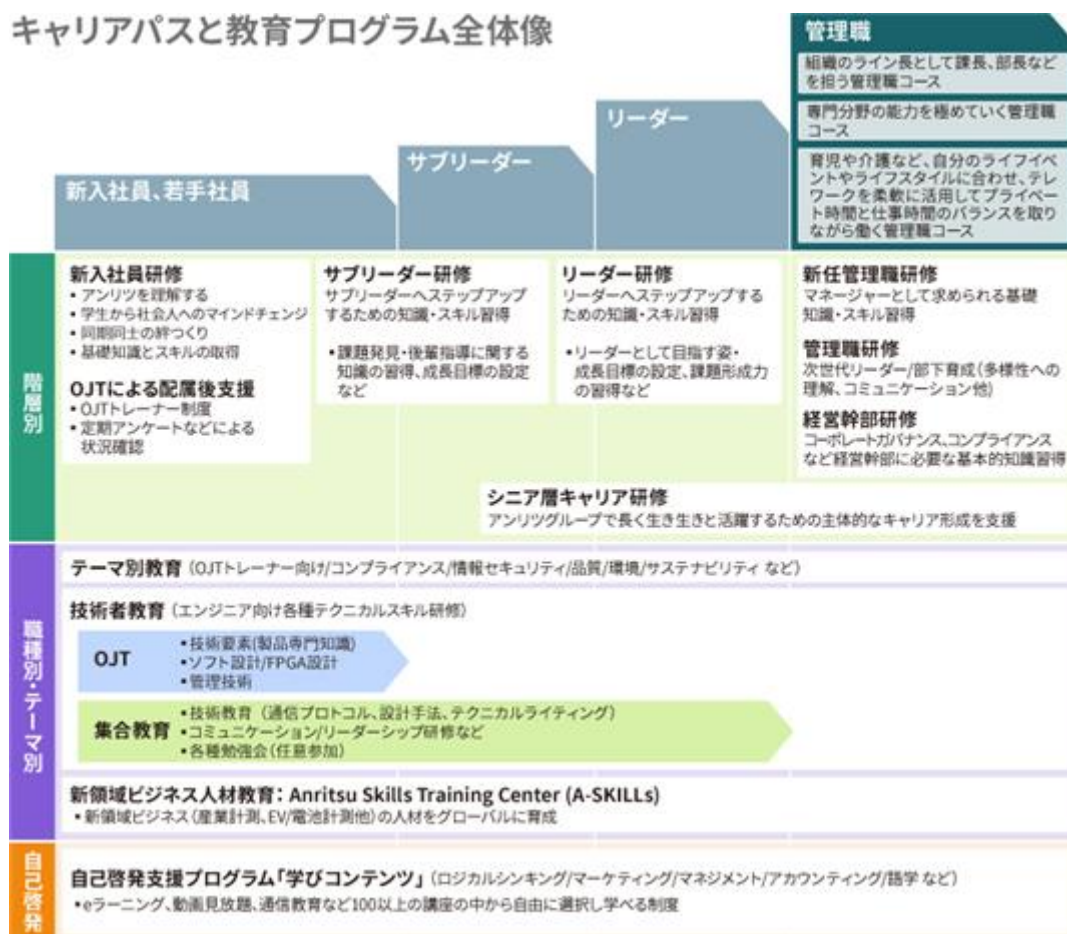 キャリアパスと教育プログラム全体像
管理職
組織のライン長として課長、部長など
を担う管理職コース
専門分野の能力を極めていく管理職
コース
育児や介護など、自分のライフイベ
ントやライフスタイルに合わせ、テレ
ワークを柔軟に活用してプライベー
ト時間と仕事時間のバランスを取り
ながら働く管理職コース
リーダー
サブリーダー
新入社員、若手社員
階層別
新入社員研修
▪ アンリツを理解する
▪ 学生から社会人へのマインドチェンジ
▪ 同期同士の絆つくり
▪ 基礎知識とスキルの取得
OJTによる配属後支援
▪ OJTトレーナー制度
▪ 定期アンケートなどによる
状況確認
サブリーダー研修
サブリーダーへステップアップ
するための知識・スキル習得
▪ 課題発見・後輩指導に関する
知識の習得、成長目標の設定
など
リーダー研修
リーダーへステップアップする
ための知識・スキル習得
▪ リーダーとして目指す姿・
成長目標の設定、課題形成力
の習得など
新任管理職研修
マネージャーとして求められる基礎
知識・スキル習得
管理職研修
次世代リーダー/部下育成(多様性への
理解、コミュニケーション他)
経営幹部研修
コーポレートガバナンス、コンプライアンス
など経営幹部に必要な基本的知識習得
シニア層キャリア研修
アンリツグループで長く生き生きと活躍するための主体的なキャリア形成を支援
職種別・テーマ別
テーマ別教育 (OJTトレーナー向け/コンプライアンス/情報セキュリティ/品質/環境/サステナビリティ など)
技術者教育 (エンジニア向け各種テクニカルスキル研修)
OJT
▪ 技術要素(製品専門知識)
▪ ソフト設計/FPGA設計
▪ 管理技術
集合教育
▪ 技術教育 (通信プロトコル、設計手法、テクニカルライティング)
▪ コミュニケーション/リーダーシップ研修など
▪ 各種勉強会(任意参加)
新領域ビジネス人材教育: Anritsu Skills Training Center (A-SKILLs)
▪ 新領域ビジネス(産業計測、EV/電池計測他)の人材をグローバルに育成
自己啓発
自己啓発支援プログラム「学びコンテンツ」 (ロジカルシンキング/マーケティング/マネジメント/アカウンティング/語学 など)
▪ eラーニング、動画見放題、通信教育など100以上の講座の中から自由に選択し学べる制度